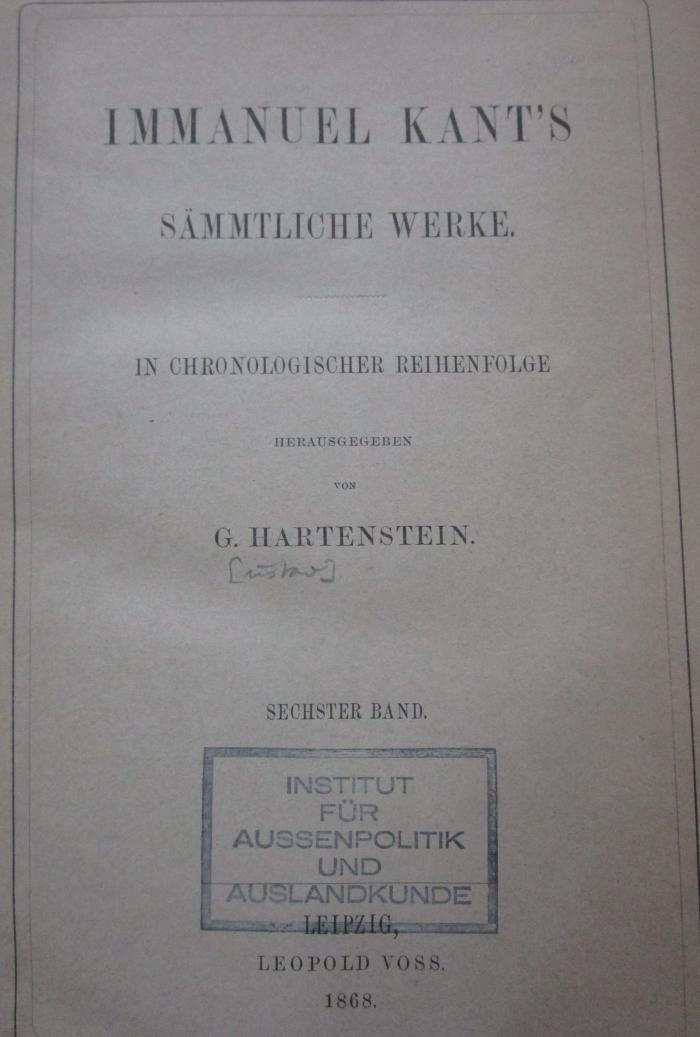 IMMANUEL KANT'S
SÄMMTLICHE WERKE.
IN CHRONOLOGISCHER REIHENFOLGE
HERAUSGEGEBEN
VON
G. HARTENSTEIN.
[ustav]
SECHSTER BAND.
INSTITUT
FÜR
AUSSENPOLITIK
UND
AUSLANDKUNDE
LEIPZIG,
LEOPOLD VOSS.
1868.